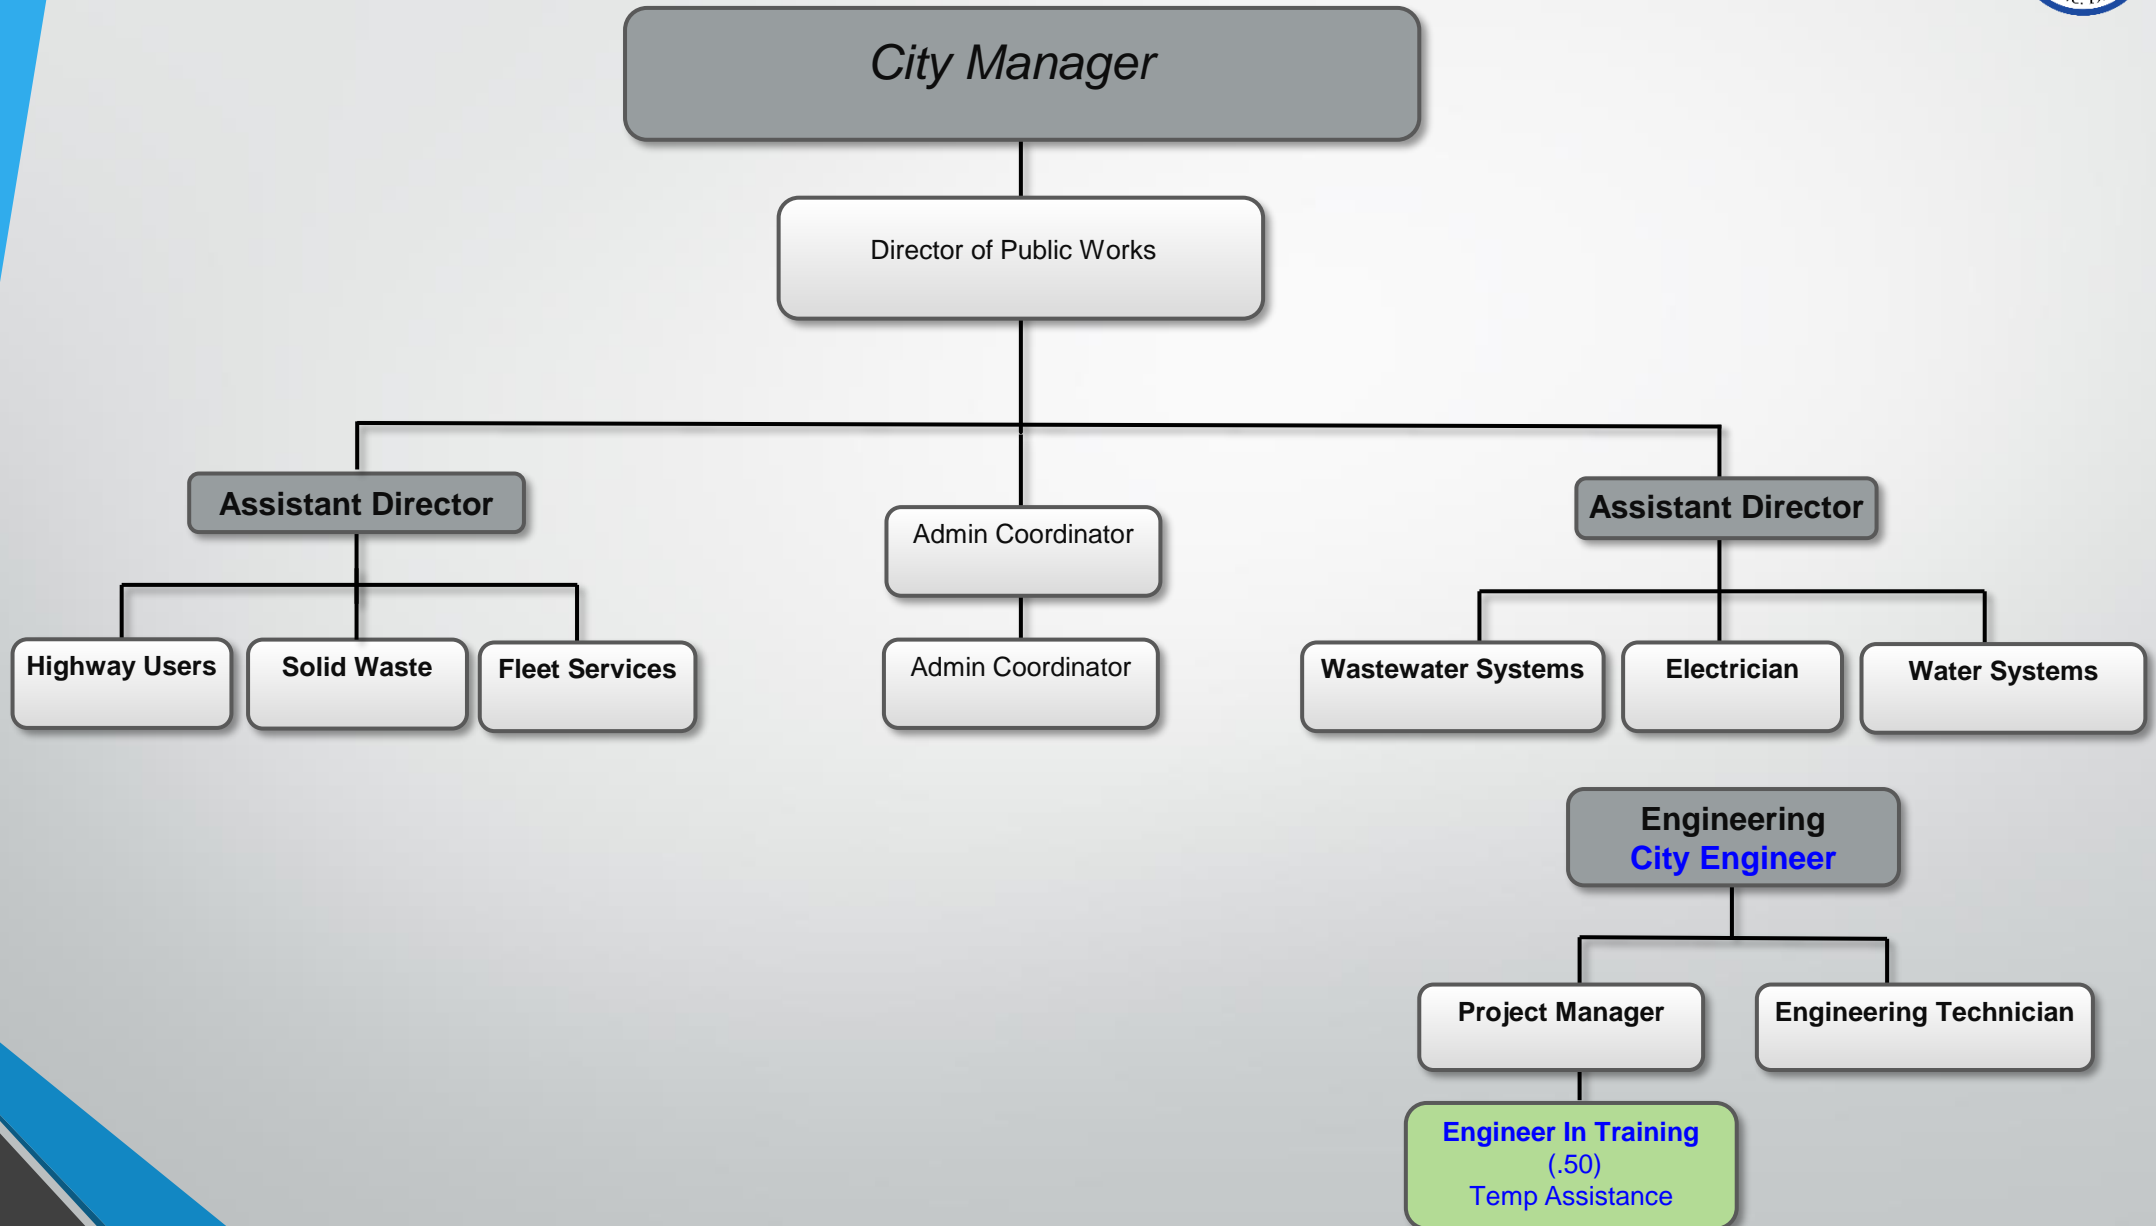 City Manager
Director of Public Works
Assistant Director
Admin Coordinator
Assistant Director
Highway Users
Solid Waste
Fleet Services
Admin Coordinator
Wastewater Systems
Electrician
Water Systems
Engineering
City Engineer
Project Manager
Engineering Technician
Engineer In Training
(.50)
Temp Assistance